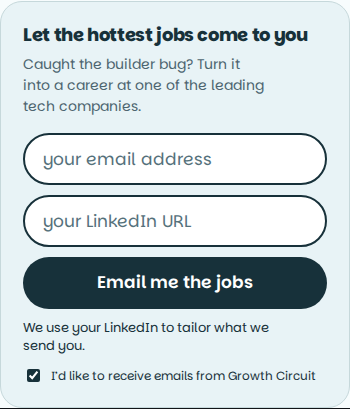 Let the hottest jobs come to you
Caught the builder bug? Turn it
into a career at one of the leading
tech companies.
your email address
your LinkedIn URL
Email me the jobs
We use your LinkedIn to tailor what we
send you.
I'd like to receive emails from Growth Circuit